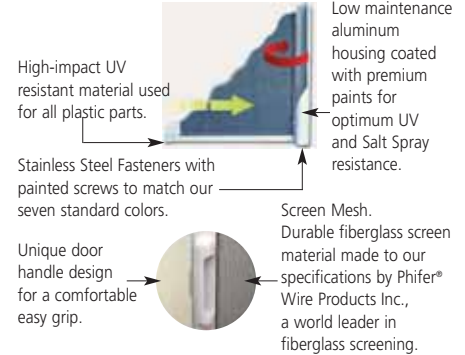 Low maintenance
aluminum
housing coated
with premium
paints for
optimum UV
and Salt Spray
resistance.
High-impact UV
resistant material used
for all plastic parts.
Stainless Steel Fasteners with
painted screws to match our
seven standard colors.
Screen Mesh.
Durable fiberglass screen
material made to our
specifications by Phifer®
Wire Products Inc.,
a world leader in
fiberglass screening.
Unique door
handle design
for a comfortable
easy grip.